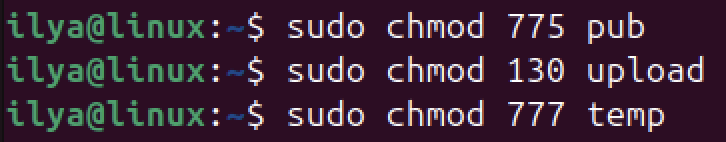 ilya@linux:~$ sudo chmod 775 pub
ilya@linux:~$ sudo chmod 130 upload
ilya@linux:~$ sudo chmod 777 temp